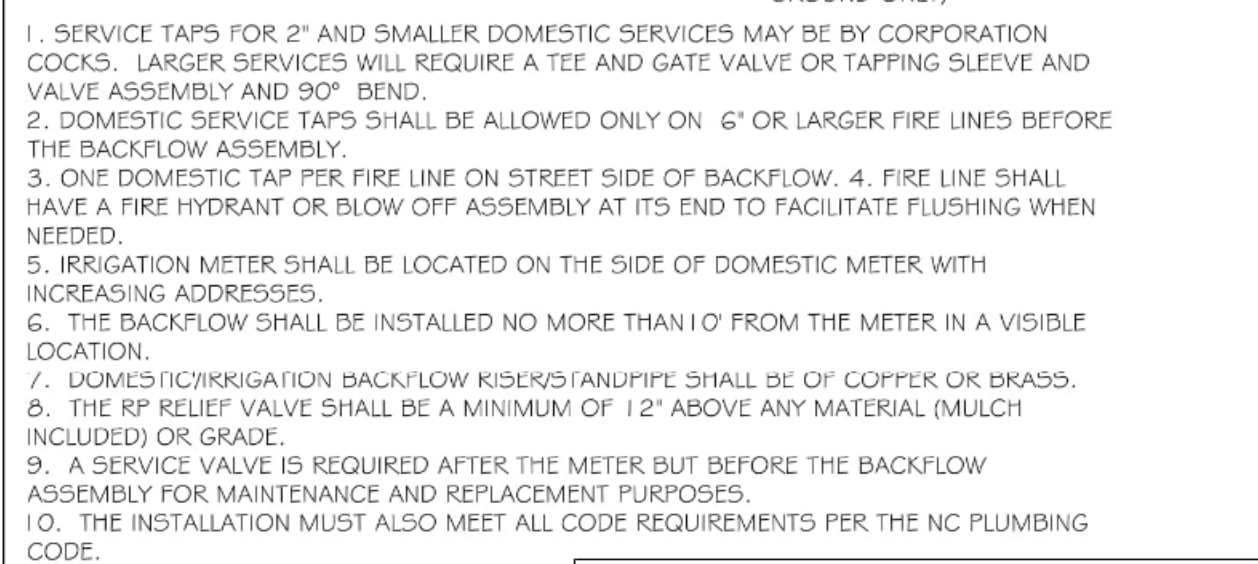 1. SERVICE TAPS FOR 2" AND SMALLER DOMESTIC SERVICES MAY BE BY CORPORATION
COCKS. LARGER SERVICES WILL REQUIRE A TEE AND GATE VALVE OR TAPPING SLEEVE AND
VALVE ASSEMBLY AND 90° BEND.
2. DOMESTIC SERVICE TAPS SHALL BE ALLOWED ONLY ON 6" OR LARGER FIRE LINES BEFORE
THE BACKFLOW ASSEMBLY.
3. ONE DOMESTIC TAP PER FIRE LINE ON STREET SIDE OF BACKFLOW. 4. FIRE LINE SHALL
HAVE A FIRE HYDRANT OR BLOW OFF ASSEMBLY AT ITS END TO FACILITATE FLUSHING WHEN
NEEDED.
5. IRRIGATION METER SHALL BE LOCATED ON THE SIDE OF DOMESTIC METER WITH
INCREASING ADDRESSES.
6. THE BACKFLOW SHALL BE INSTALLED NO MORE THAN10' FROM THE METER IN A VISIBLE
LOCATION.
7. DOMESTIC/IRRIGATION BACKFLOW RISER/STANDPIPE SHALL BE OF COPPER OR BRASS.
8. THE RP RELIEF VALVE SHALL BE A MINIMUM OF 12" ABOVE ANY MATERIAL (MULCH
INCLUDED) OR GRADE.
9. A SERVICE VALVE IS REQUIRED AFTER THE METER BUT BEFORE THE BACKFLOW
ASSEMBLY FOR MAINTENANCE AND REPLACEMENT PURPOSES.
10. THE INSTALLATION MUST ALSO MEET ALL CODE REQUIREMENTS PER THE NC PLUMBING
CODE.